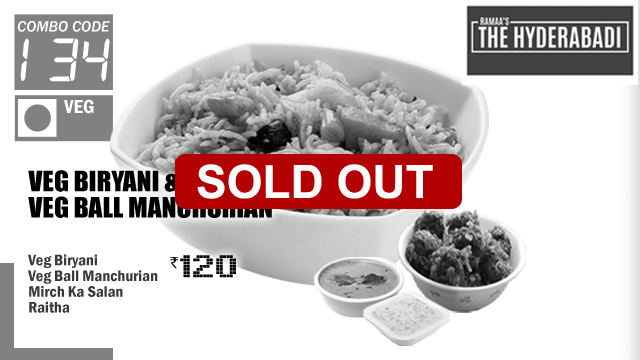 COMBO CODE
134
VEG
RAMAA'S
THE HYDERABADI
VEG BIRYANI &
VEG BALL MANCHURIAN
SOLD OUT
Veg Biryani
Veg Ball Manchurian
Mirch Ka Salan
Raitha
₹120